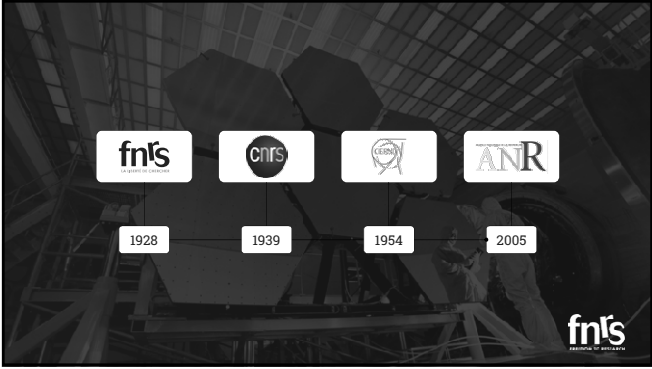 fnrs
LA LIBERTÉ DE CHERCHER
cnrs
CERN
ANR
1928
1939
1954
2005
fnrs
FREEDOM TO RESEARCH